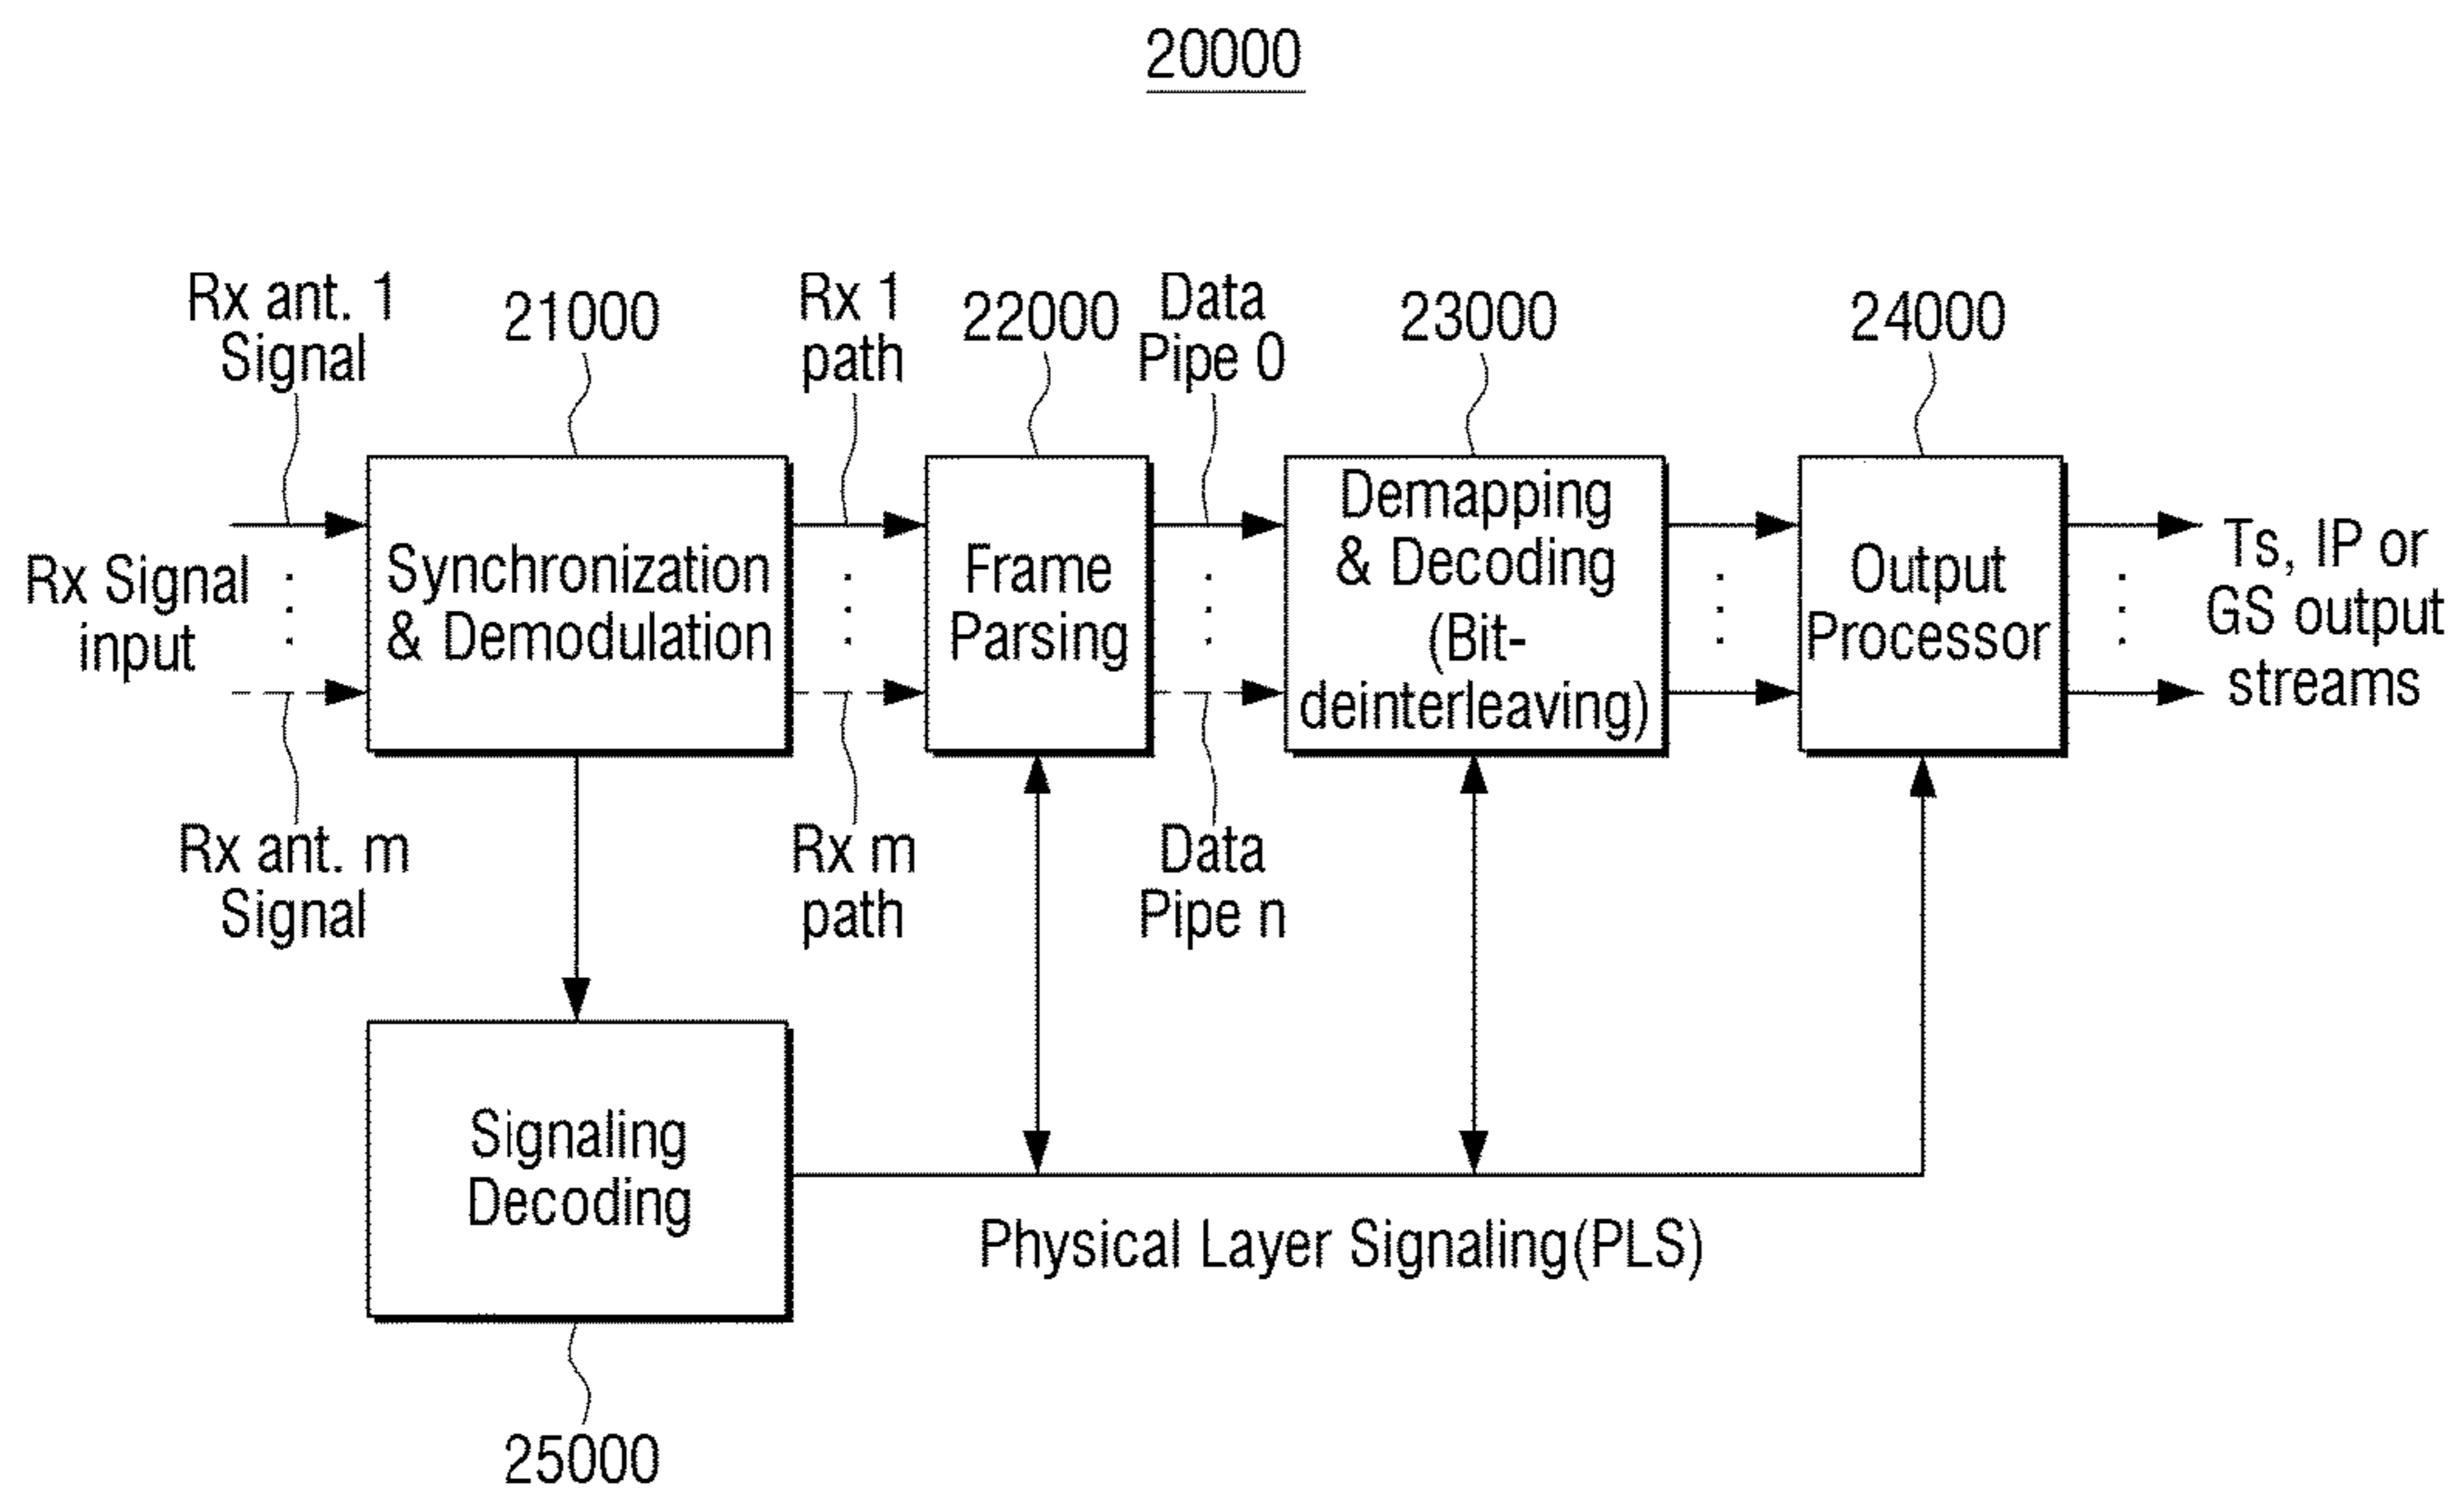 20000
Rx ant. 1
Signal
21000
Rx 1
path
22000
Data
Pipe 0
23000
24000
Rx Signal
input
Synchronization
& Demodulation
Frame
Parsing
Demapping
& Decoding
(Bit-
deinterleaving)
Output
Processor
Ts, IP or
GS output
streams
Rx ant. m
Signal
Rx m
path
Data
Pipe n
Signaling
Decoding
Physical Layer Signaling(PLS)
25000